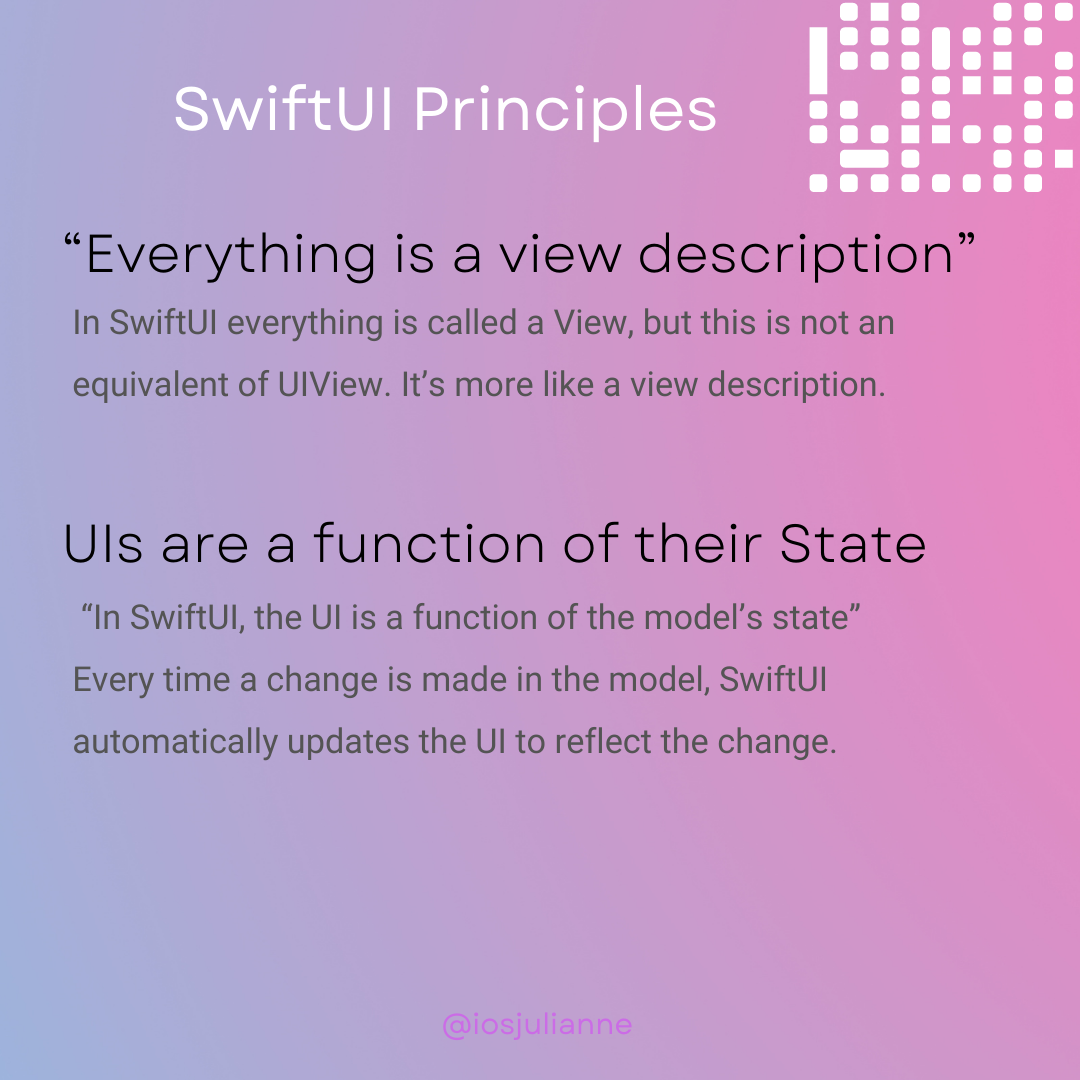 SwiftUI Principles
“Everything is a view description”
In SwiftUI everything is called a View, but this is not an
equivalent of UIView. It’s more like a view description.
UIs are a function of their State
“In SwiftUI, the UI is a function of the model’s state”
Every time a change is made in the model, SwiftUI
automatically updates the UI to reflect the change.
@iosjulianne